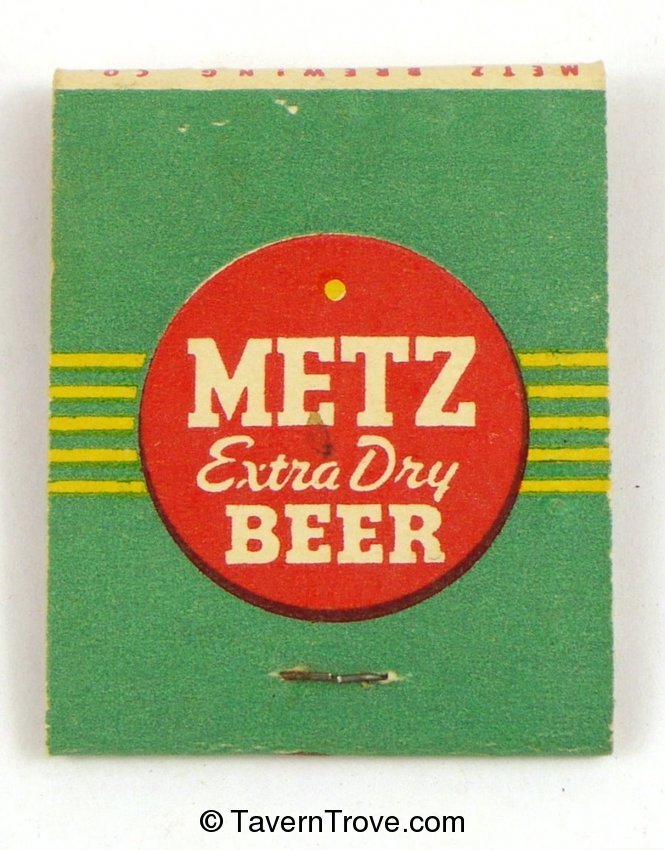 METZ BREWING CO
METZ
Extra Dry
BEER
© TavernTrove.com